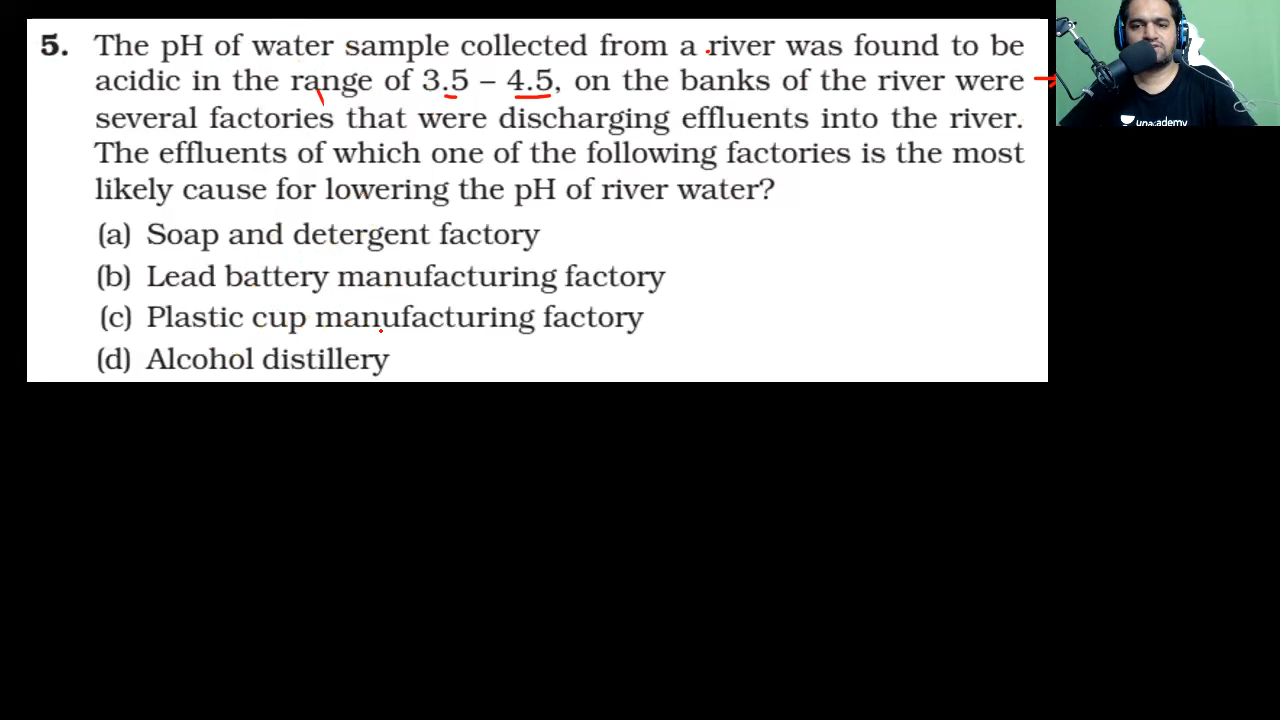 5. The pH of water sample collected from a river was found to be
acidic in the range of 3.5 – 4.5, on the banks of the river were
several factories that were discharging effluents into the river.
The effluents of which one of the following factories is the most
likely cause for lowering the pH of river water?
(a) Soap and detergent factory
(b) Lead battery manufacturing factory
(c) Plastic cup manufacturing factory
(d) Alcohol distillery
unacademy